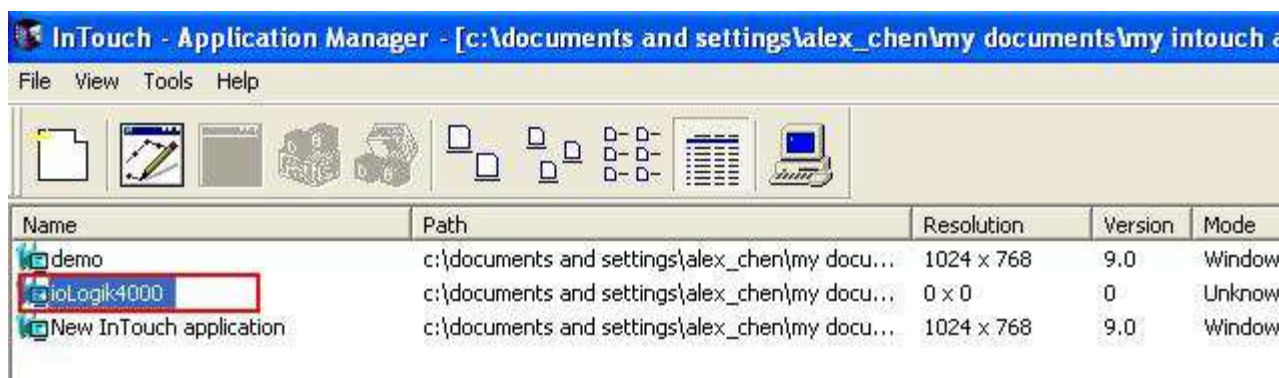 InTouch - Application Manager - [c:\documents and settings\alex_chen\my documents\my intouch a
File View Tools Help
Name Path Resolution Version Mode
demo c:\documents and settings\alex_chen\my docu... 1024 x 768 9.0 Window
ioLogik4000 c:\documents and settings\alex_chen\my docu... 0 x 0 0 Unknow
New InTouch application c:\documents and settings\alex_chen\my docu... 1024 x 768 9.0 Window